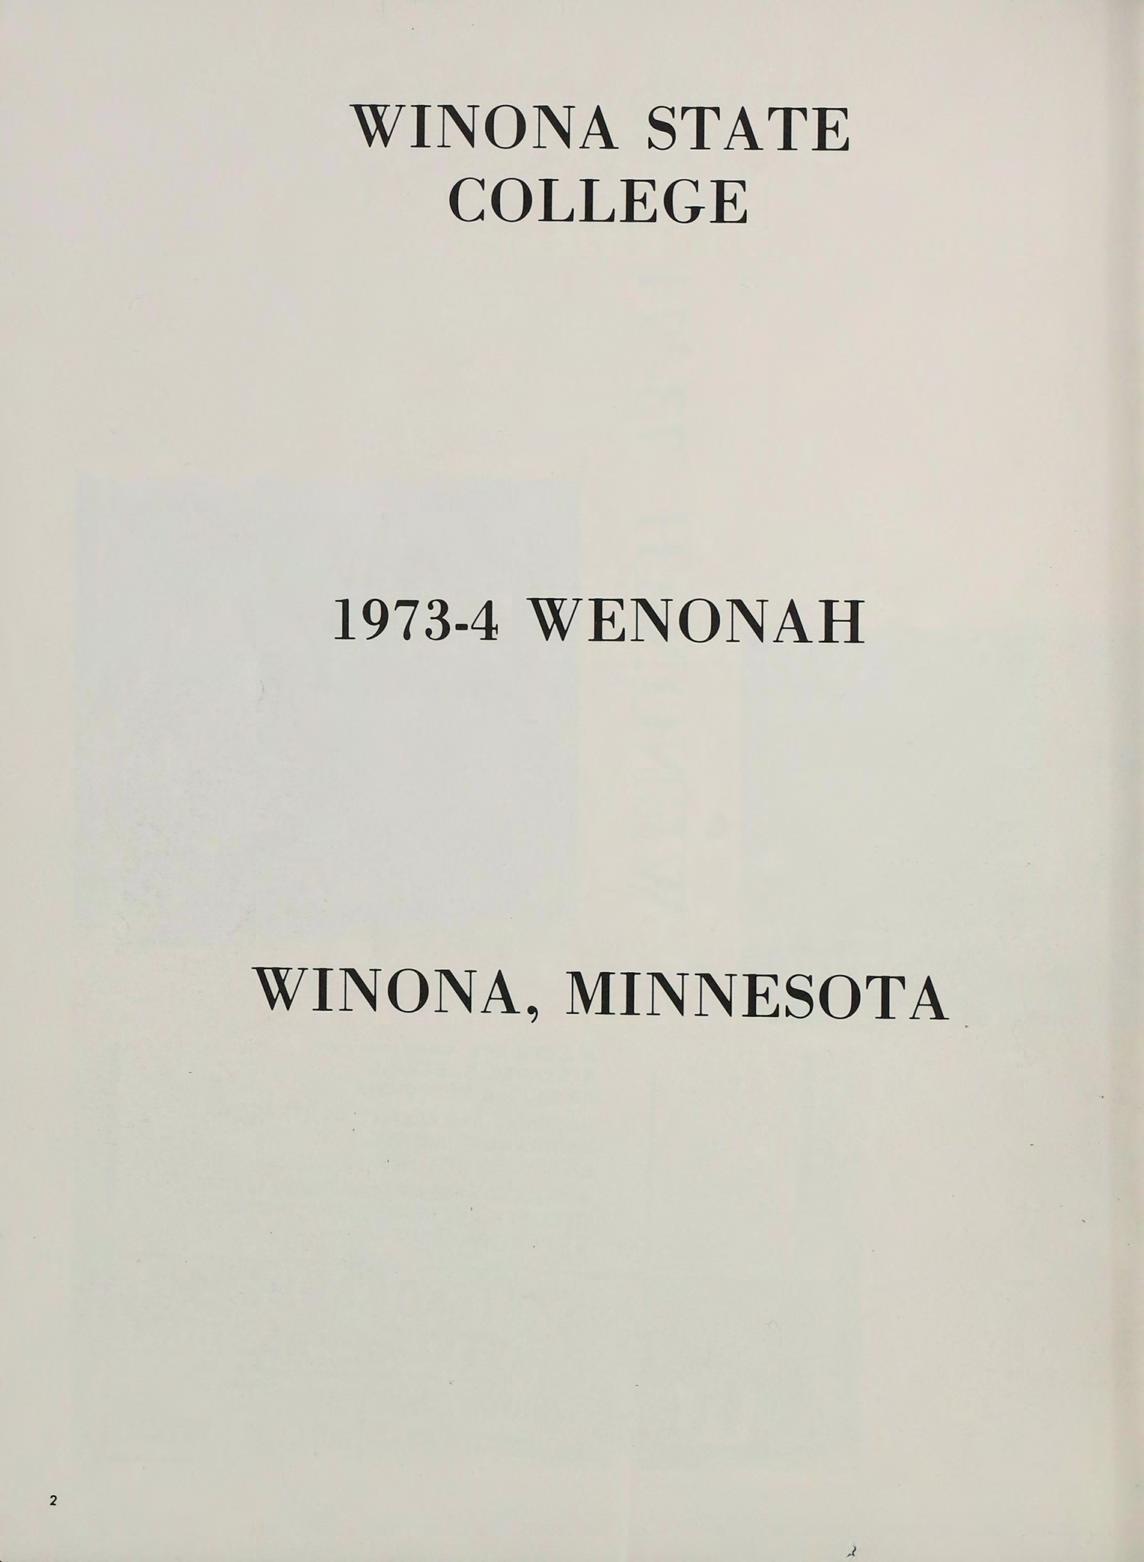 WINONA STATE
COLLEGE
1973-4 WENONAH
WINONA, MINNESOTA
2